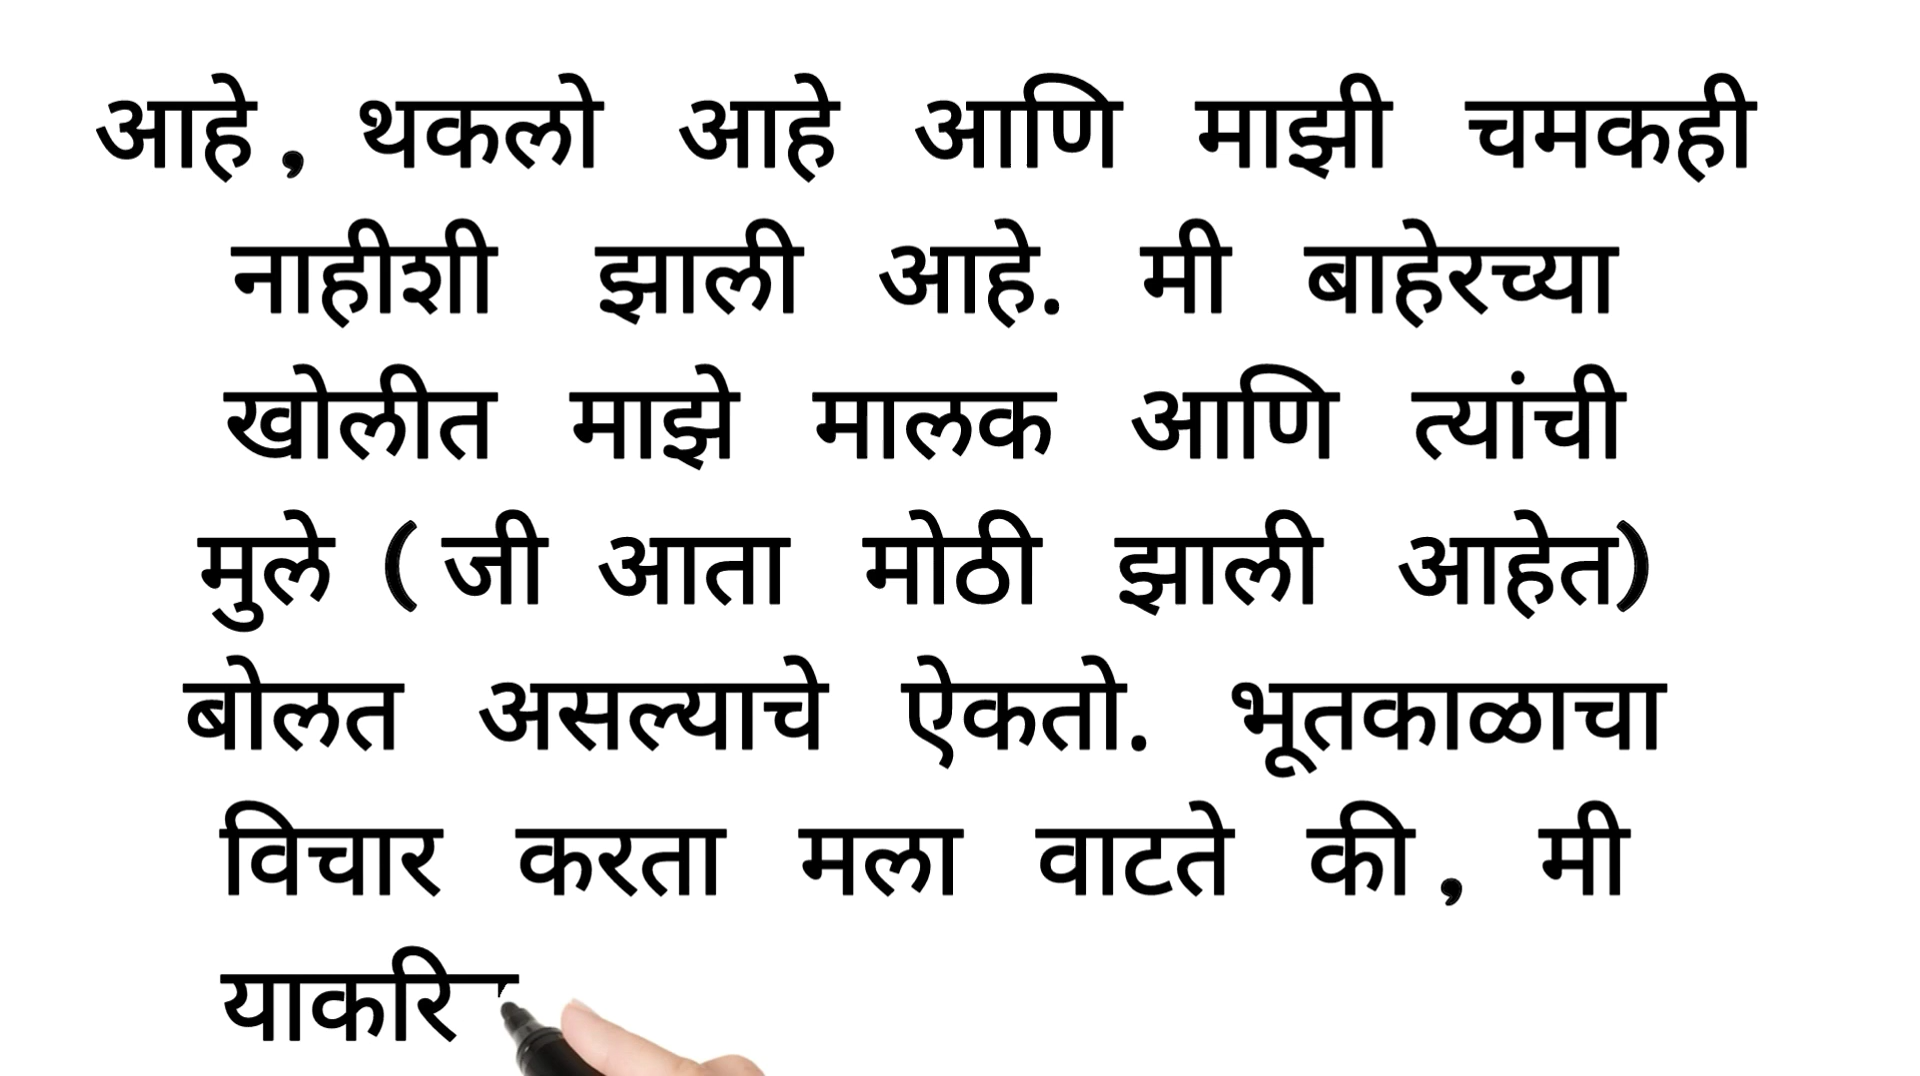 आहे, थकलो आहे आणि माझी चमकही
नाहीशी झाली आहे. मी बाहेरच्या
खोलीत माझे मालक आणि त्यांची
मुले (जी आता मोठी झाली आहेत)
बोलत असल्याचे ऐकतो. भूतकाळाचा
विचार करता मला वाटते की, मी